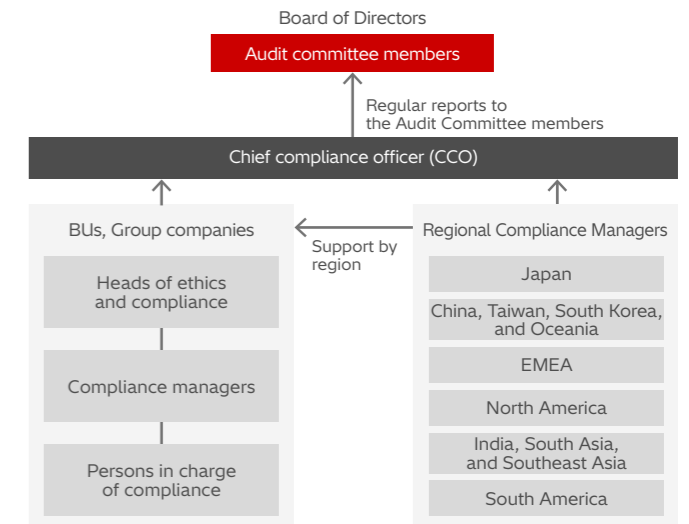 Board of Directors
Audit committee members
Regular reports to
the Audit Committee members
Chief compliance officer (CCO)
BUs, Group companies
Heads of ethics
and compliance
Compliance managers
Persons in charge
of compliance
Support by
region
Regional Compliance Managers
Japan
China, Taiwan, South Korea,
and Oceania
EMEA
North America
India, South Asia,
and Southeast Asia
South America